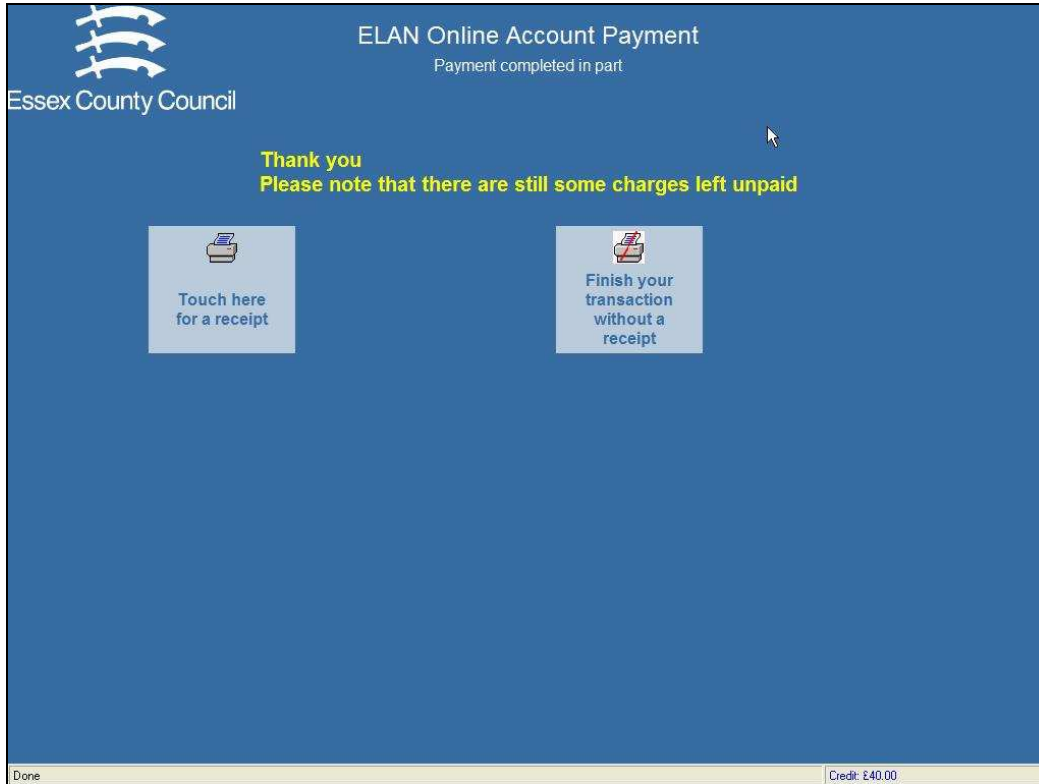 ELAN Online Account Payment
Payment completed in part
Essex County Council
Thank you
Please note that there are still some charges left unpaid
Touch here
for a receipt
Finish your
transaction
without a
receipt
Done
Credit: £40.00